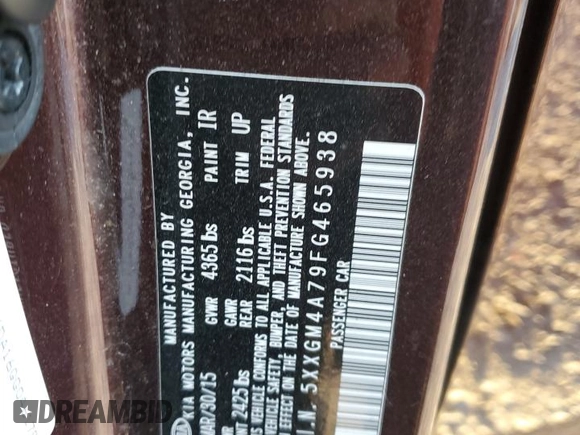 MANUFACTURED BY
KIA MOTORS MANUFACTURING GEORGIA, INC.
MAR/30/15 GVWR 4365 lbs PAINT IR
GAWR GAWR
2425 lbs REAR 2116 lbs TRIM UP
VEHICLE CONFORMS TO ALL APPLICABLE U.S.A. FEDERAL
VEHICLE SAFETY, BUMPER, AND THEFT PREVENTION STANDARDS
EFFECT ON THE DATE OF MANUFACTURE SHOWN ABOVE.
5XXGM4A79FG465938
PASSENGER CAR
AUTOBIDCAR